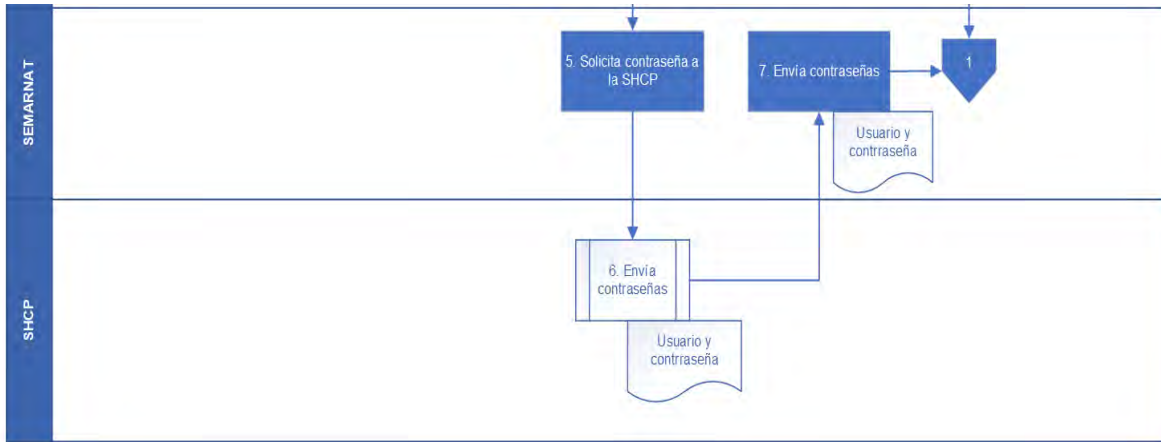 SEMARNAT
5. Solicita contraseña a
la SHCP
7. Envía contraseñas
1
Usuario y
contrraseña
SHCP
6. Envía
contraseñas
Usuario y
contrraseña